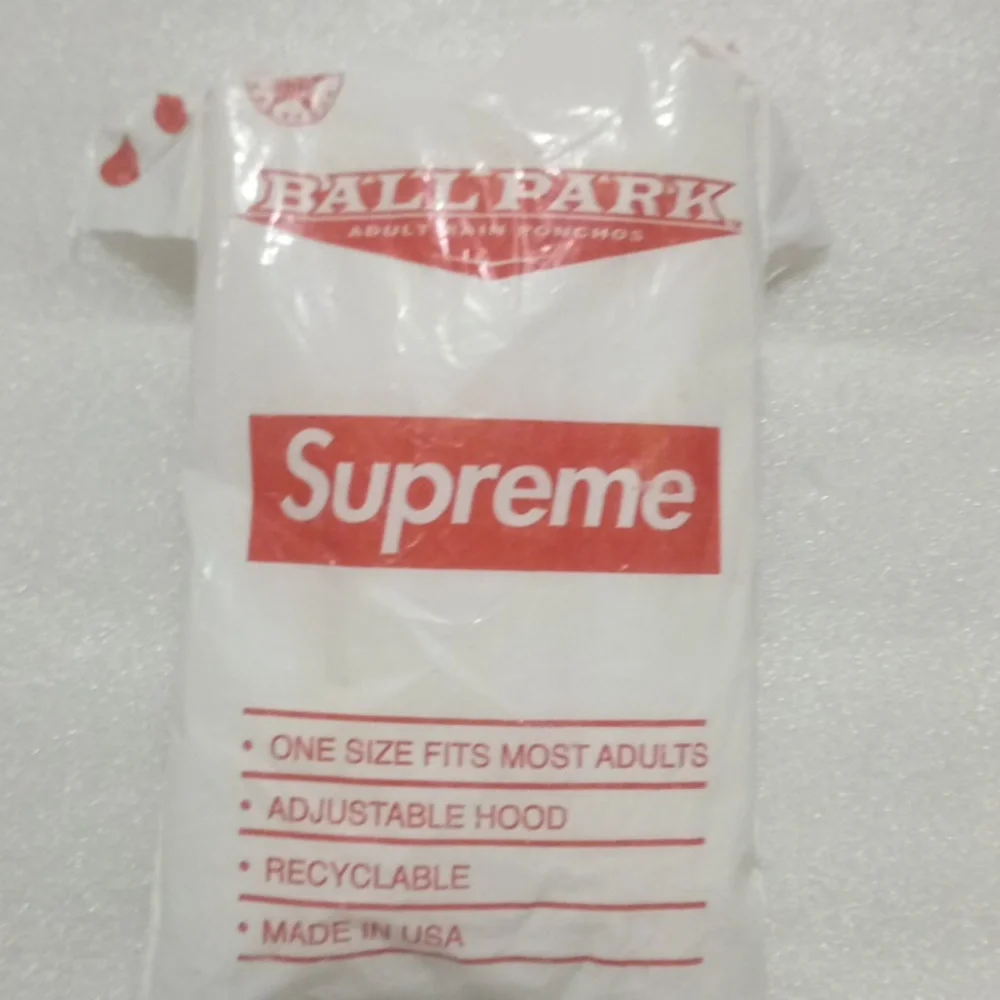 BALL PARK
ADULT RAIN PONCHOS
Supreme
• ONE SIZE FITS MOST ADULTS
• ADJUSTABLE HOOD
• RECYCLABLE
• MADE IN USA